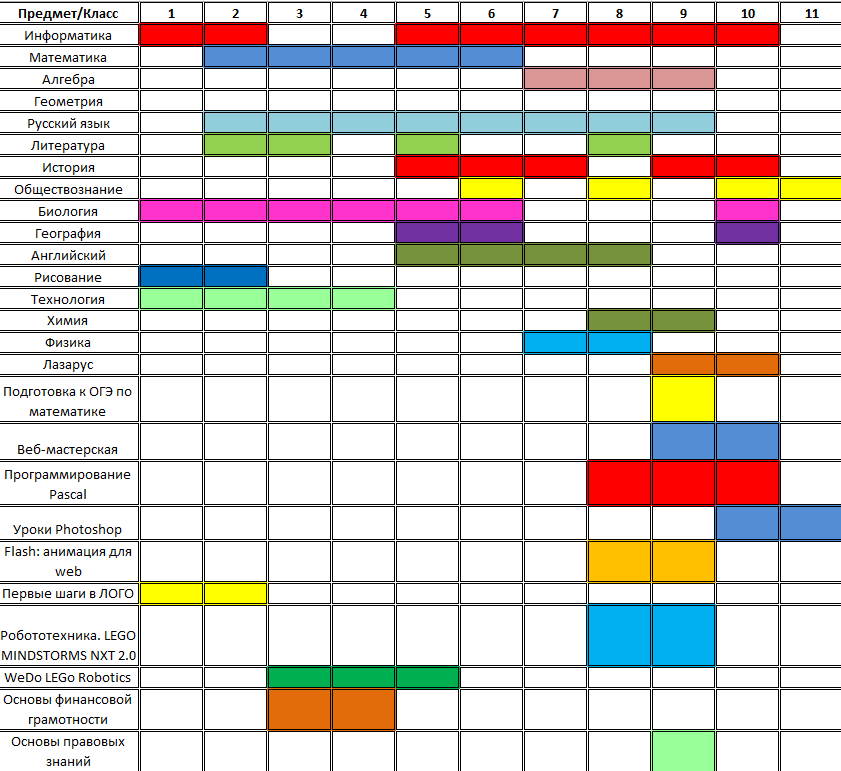 Предмет/Класс 1 2 3 4 5 6 7 8 9 10 11
Информатика
Математика
Алгебра
Геометрия
Русский язык
Литература
История
Обществознание
Биология
География
Английский
Рисование
Технология
Химия
Физика
Лазарус
Подготовка к ОГЭ по
математике
Веб-мастерская
Программирование
Pascal
Уроки Photoshop
Flash: анимация для
web
Первые шаги в ЛОГО
Робототехника. LEGO
MINDSTORMS NXT 2.0
WeDo LEGo Robotics
Основы финансовой
грамотности
Основы правовых
знаний